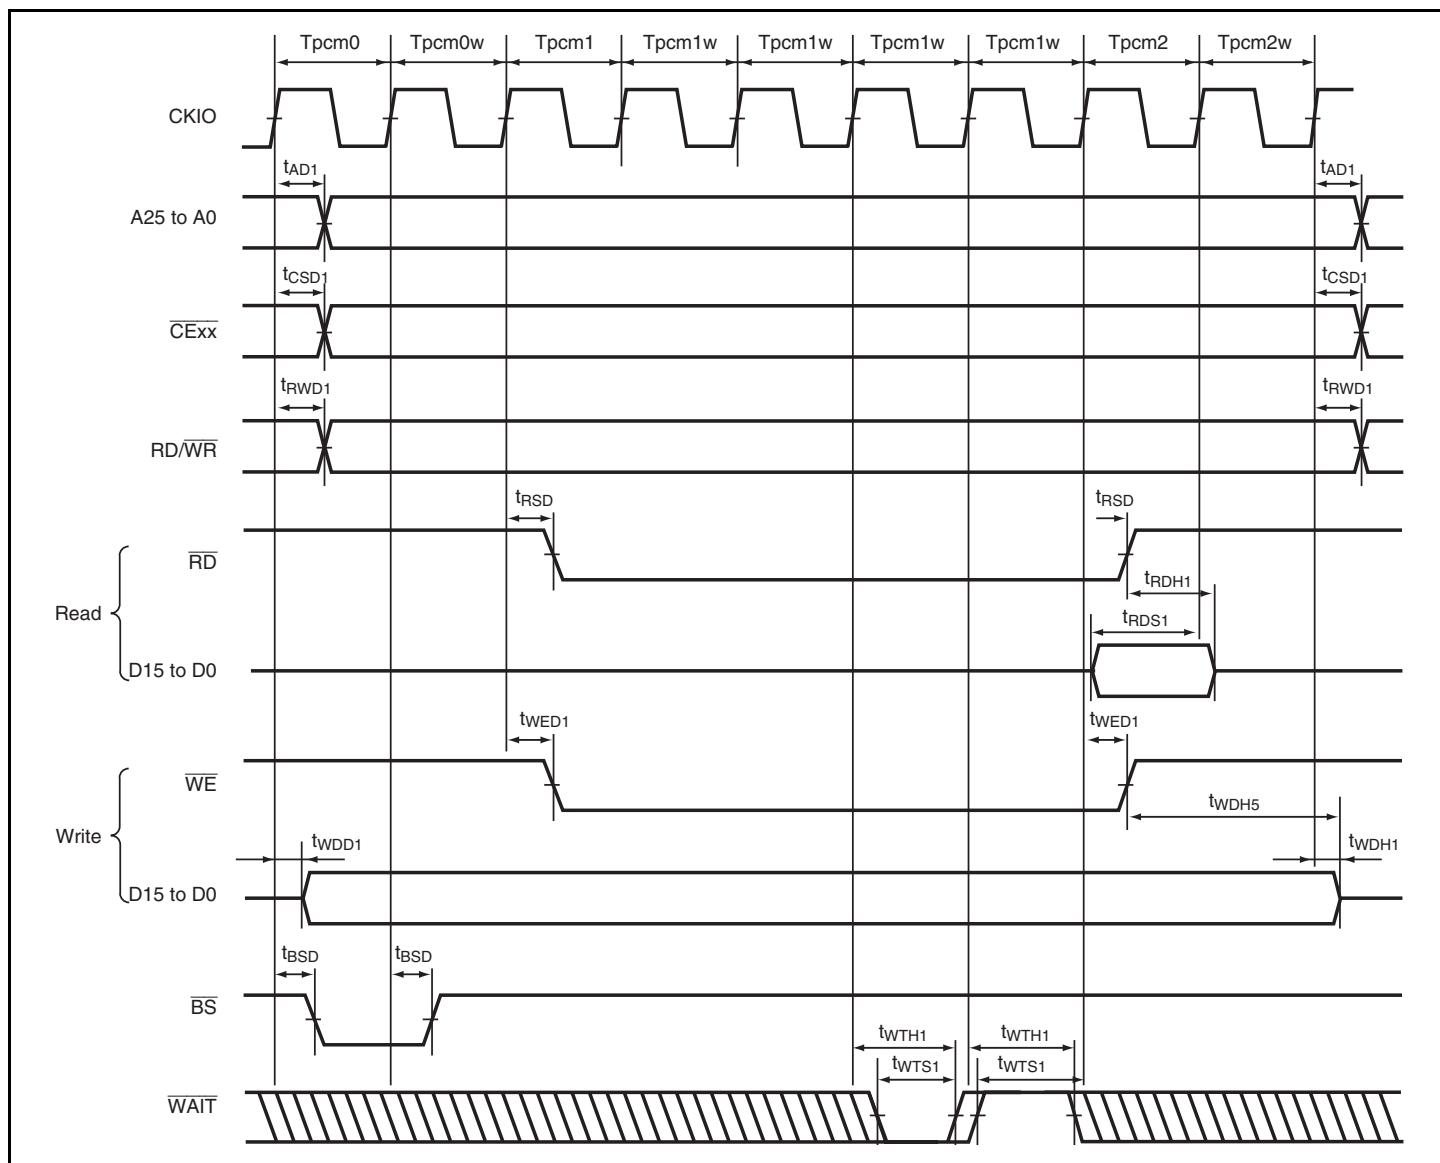 Tpcm0 Tpcm0w Tpcm1 Tpcm1w Tpcm1w Tpcm1w Tpcm1w Tpcm2 Tpcm2w
CKIO
tAD1 tAD1
A25 to A0
tCSD1 tCSD1
CExx
tRWD1 tRWD1
RD/WR
tRSD tRSD
RD
tRDH1
Read
tRDS1
D15 to D0
tWED1 tWED1
WE
tWDH5
Write
tWDD1 tWDH1
D15 to D0
tBSD tBSD
BS
tWTH1 tWTH1
tWTS1 tWTS1
WAIT